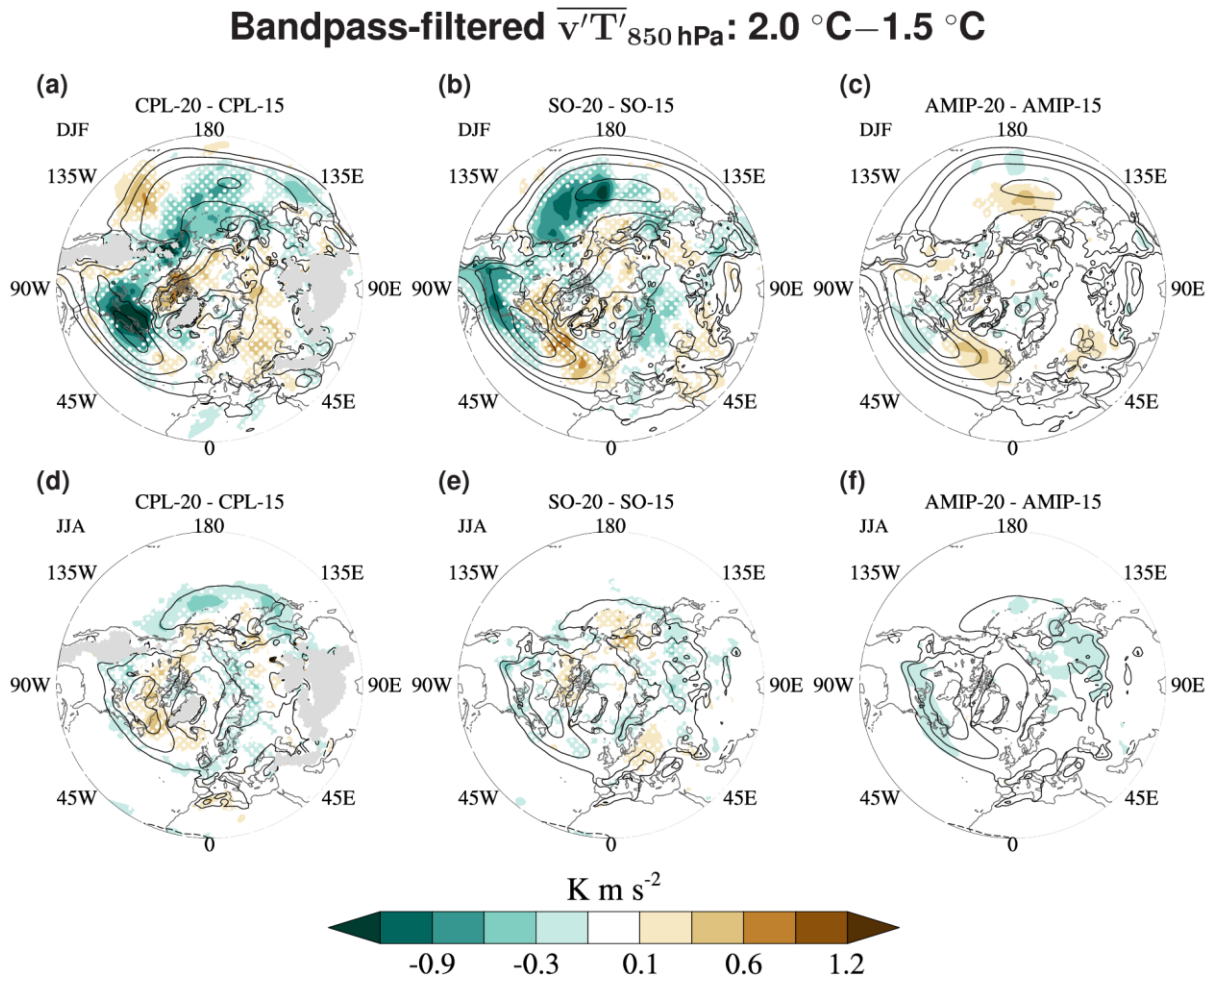 Bandpass-filtered v'T' 850 hPa: 2.0 °C−1.5 °C
(a) (b) (c)
CPL-20 - CPL-15 SO-20 - SO-15 AMIP-20 - AMIP-15
DJF 180 DJF 180 DJF 180
135W 135E 135W 135E 135W 135E
90W 90E 90W 90E 90W 90E
45W 45E 45W 45E 45W 45E
0 0 0
(d) (e) (f)
CPL-20 - CPL-15 SO-20 - SO-15 AMIP-20 - AMIP-15
JJA 180 JJA 180 JJA 180
135W 135E 135W 135E 135W 135E
90W 90E 90W 90E 90W 90E
45W 45E 45W 45E 45W 45E
0 0 0
K m s-2
-0.9 -0.3 0.1 0.6 1.2